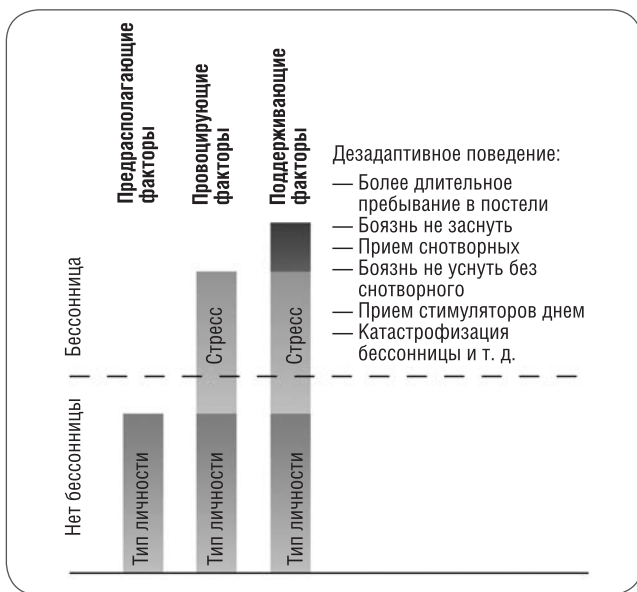 Предрасполагающие
факторы
Провоцирующие
факторы
Поддерживающие
факторы
Дезадаптивное поведение:
— Более длительное
пребывание в постели
— Боязнь не заснуть
— Прием снотворных
— Боязнь не уснуть без
снотворного
— Прием стимуляторов днем
— Катастрофизация
бессонницы и т. д.
Бессонница
Нет бессонницы
Стресс
Стресс
Тип личности
Тип личности
Тип личности